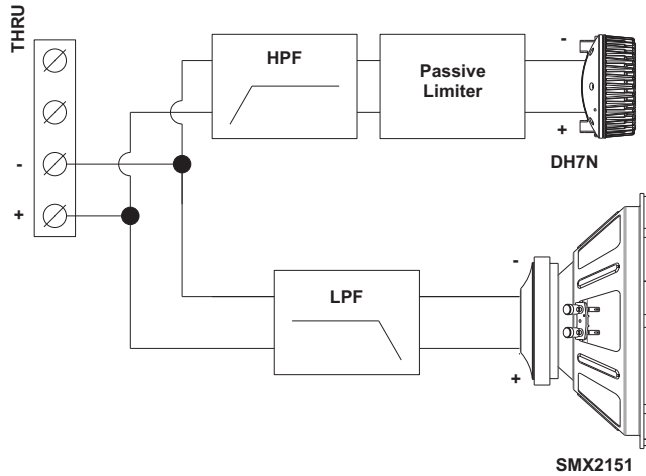 THRU
HPF
Passive
Limiter
-
+
DH7N
-
+
LPF
-
+
SMX2151